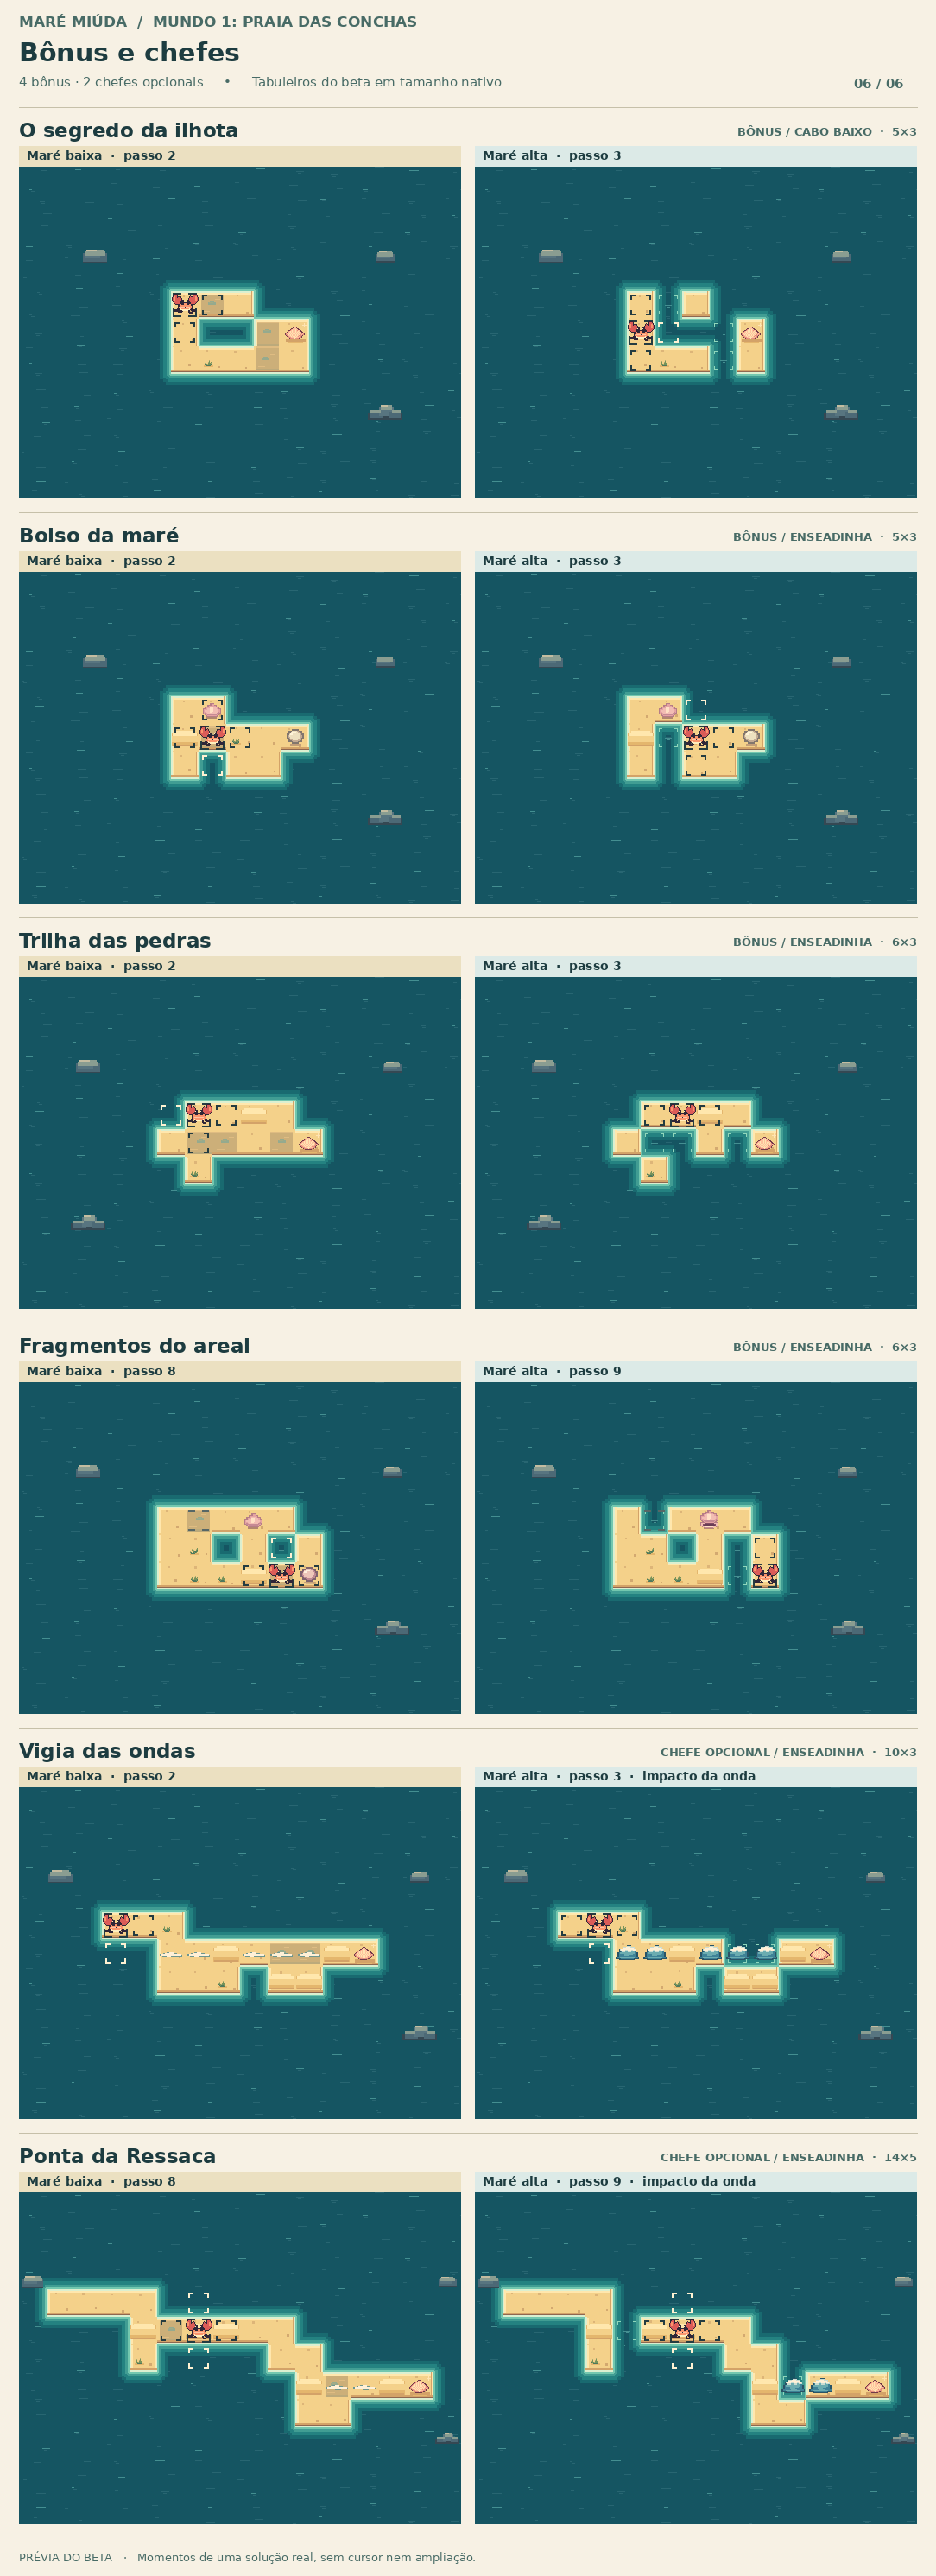 MARÉ MIÚDA / MUNDO 1: PRAIA DAS CONCHAS
Bônus e chefes
4 bônus · 2 chefes opcionais • Tabuleiros do beta em tamanho nativo
06 / 06
O segredo da ilhota
BÔNUS / CABO BAIXO · 5×3
Maré baixa · passo 2
Maré alta · passo 3
Bolso da maré
BÔNUS / ENSEADINHA · 5×3
Maré baixa · passo 2
Maré alta · passo 3
Trilha das pedras
BÔNUS / ENSEADINHA · 6×3
Maré baixa · passo 2
Maré alta · passo 3
Fragmentos do areal
BÔNUS / ENSEADINHA · 6×3
Maré baixa · passo 8
Maré alta · passo 9
Vigia das ondas
CHEFE OPCIONAL / ENSEADINHA · 10×3
Maré baixa · passo 2
Maré alta · passo 3 · impacto da onda
Ponta da Ressaca
CHEFE OPCIONAL / ENSEADINHA · 14×5
Maré baixa · passo 8
Maré alta · passo 9 · impacto da onda
PRÉVIA DO BETA · Momentos de uma solução real, sem cursor nem ampliação.